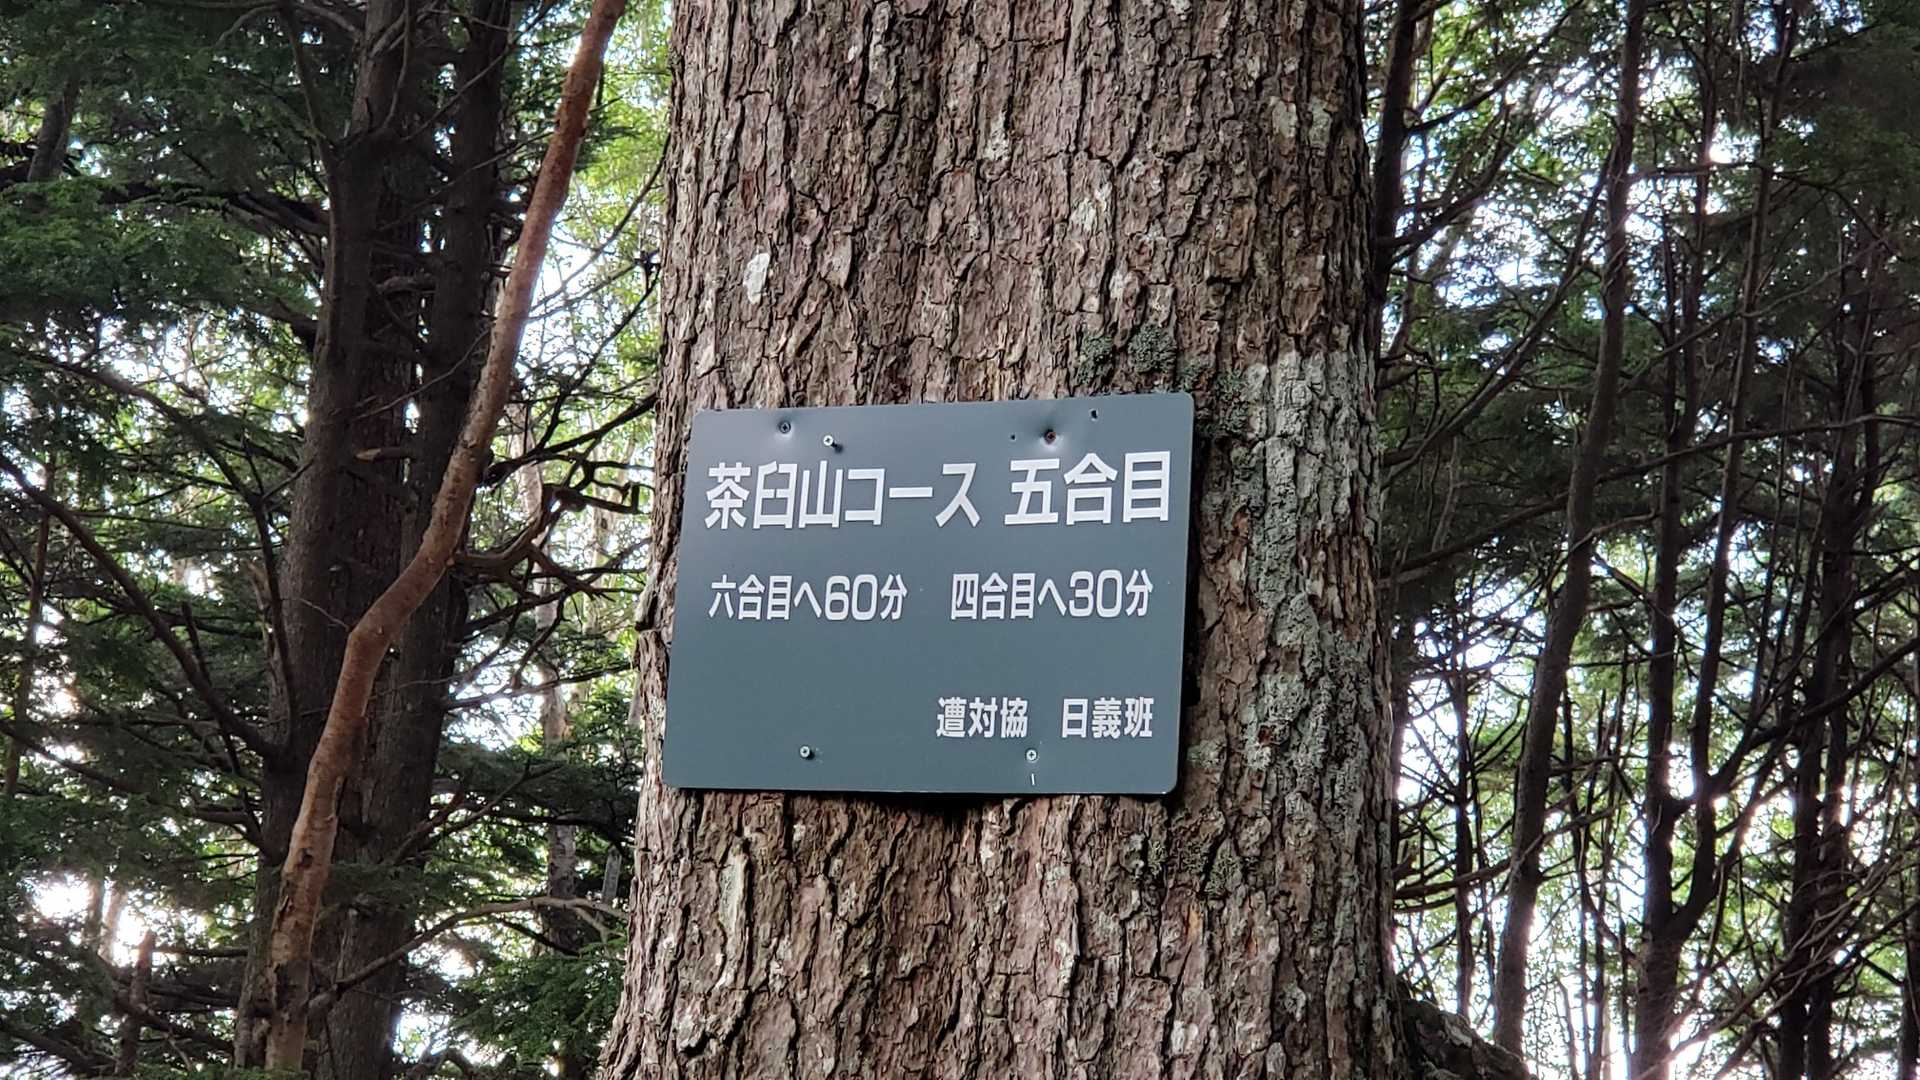 茶臼山コース 五合目
六合目へ60分 四合目へ30分
遭対協 日義班